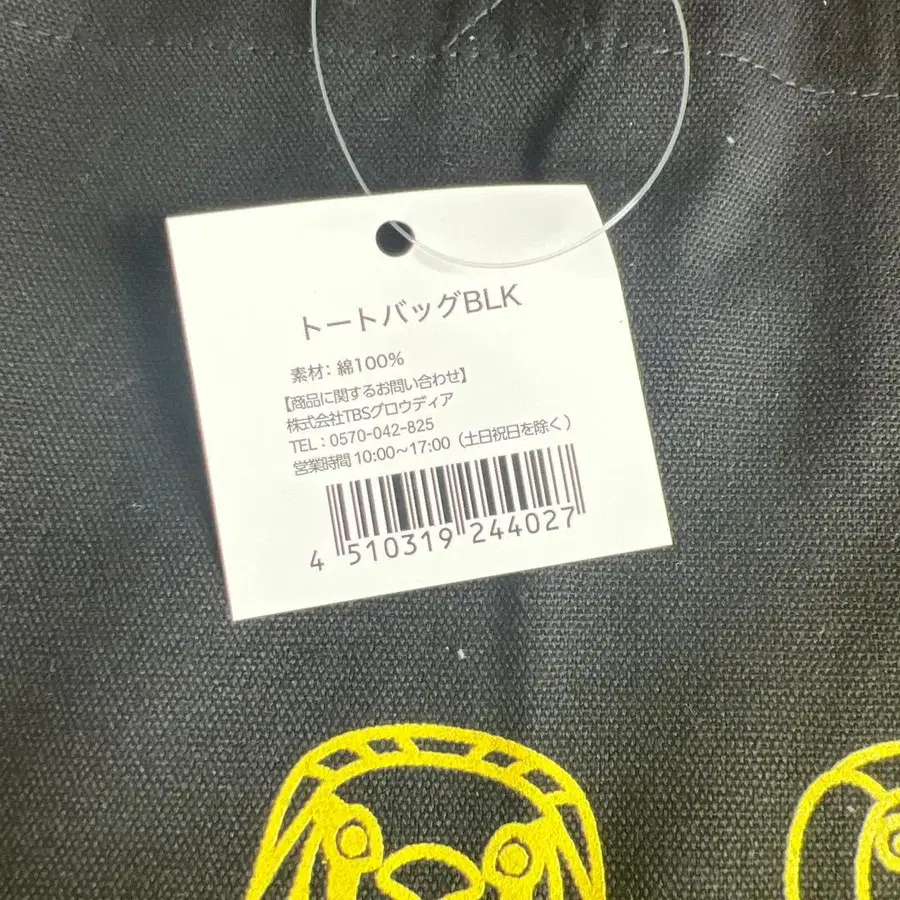 トートバッグBLK
素材：綿100%
【商品に関するお問い合わせ】
株式会社TBSグロウディア
TEL：0570-042-825
営業時間 10:00～17:00（土日祝日を除く）
4 510319 244027